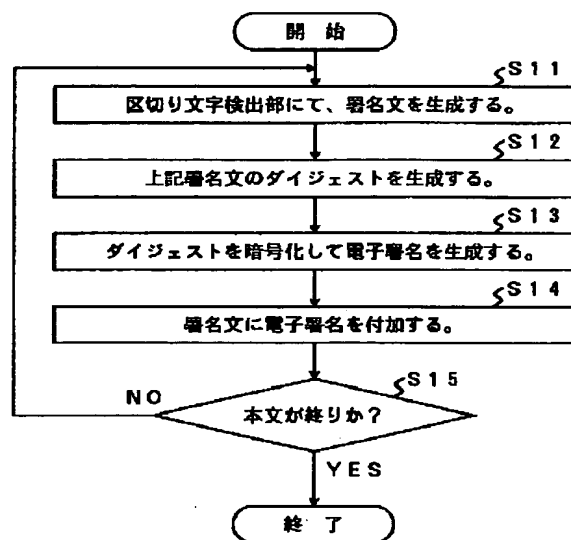 開 始
S11
区切り文字検出部にて、署名文を生成する。
S12
上記署名文のダイジェストを生成する。
S13
ダイジェストを暗号化して電子署名を生成する。
S14
署名文に電子署名を付加する。
S15
NO
本文が終りか?
YES
終 了